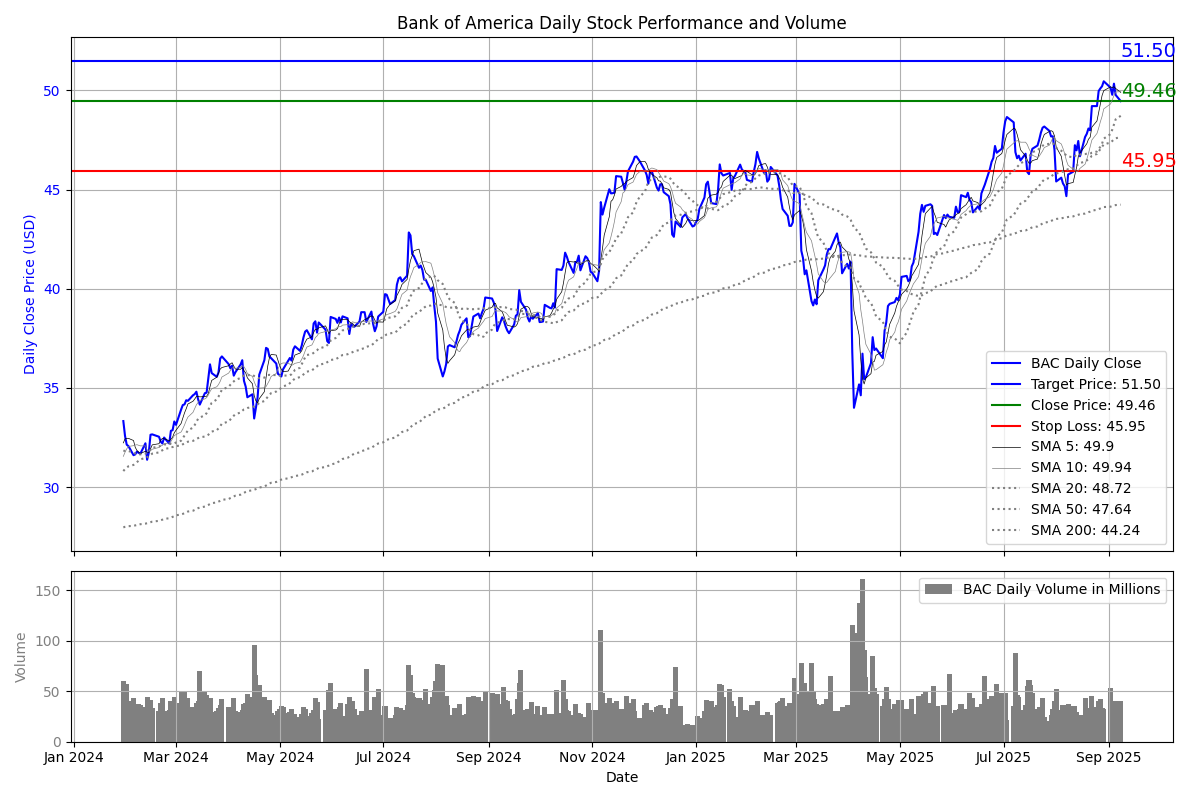 Bank of America Daily Stock Performance and Volume
51.50
50
49.46
45.95
45
40
35
30
Daily Close Price (USD)
BAC Daily Close
Target Price: 51.50
Close Price: 49.46
Stop Loss: 45.95
SMA 5: 49.9
SMA 10: 49.94
SMA 20: 48.72
SMA 50: 47.64
SMA 200: 44.24
150
100
50
0
Volume
BAC Daily Volume in Millions
Jan 2024 Mar 2024 May 2024 Jul 2024 Sep 2024 Nov 2024 Jan 2025 Mar 2025 May 2025 Jul 2025 Sep 2025
Date